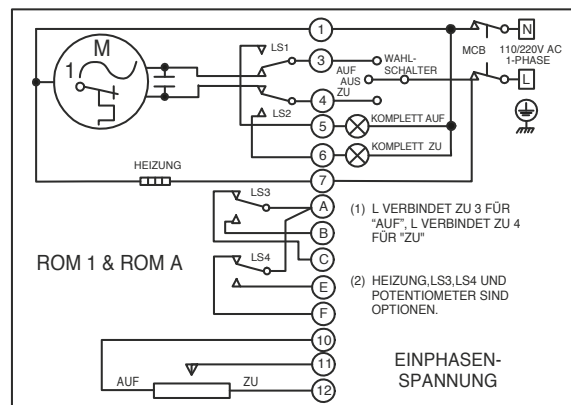 M
1
~
LS1
LS2
1
3
4
5
6
7
WAHL-
SCHALTER
AUF
AUS
ZU
KOMPLETT AUF
KOMPLETT ZU
MCB
N
110/220V AC
1-PHASE
L
HEIZUNG
LS3
LS4
A
B
C
E
F
ROM 1 & ROM A
(1) L VERBINDET ZU 3 FÜR
"AUF", L VERBINDET ZU 4
FÜR "ZU"
(2) HEIZUNG,LS3,LS4 UND
POTENTIOMETER SIND
OPTIONEN.
10
11
12
AUF
ZU
EINPHASEN-
SPANNUNG